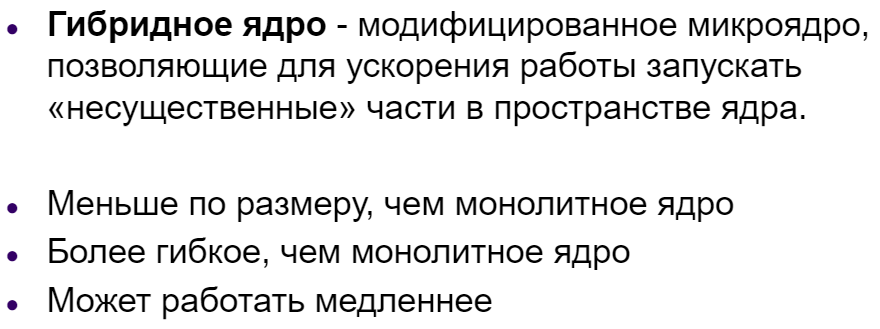 • Гибридное ядро - модифицированное микроядро,
позволяющие для ускорения работы запускать
«несущественные» части в пространстве ядра.
• Меньше по размеру, чем монолитное ядро
• Более гибкое, чем монолитное ядро
• Может работать медленнее